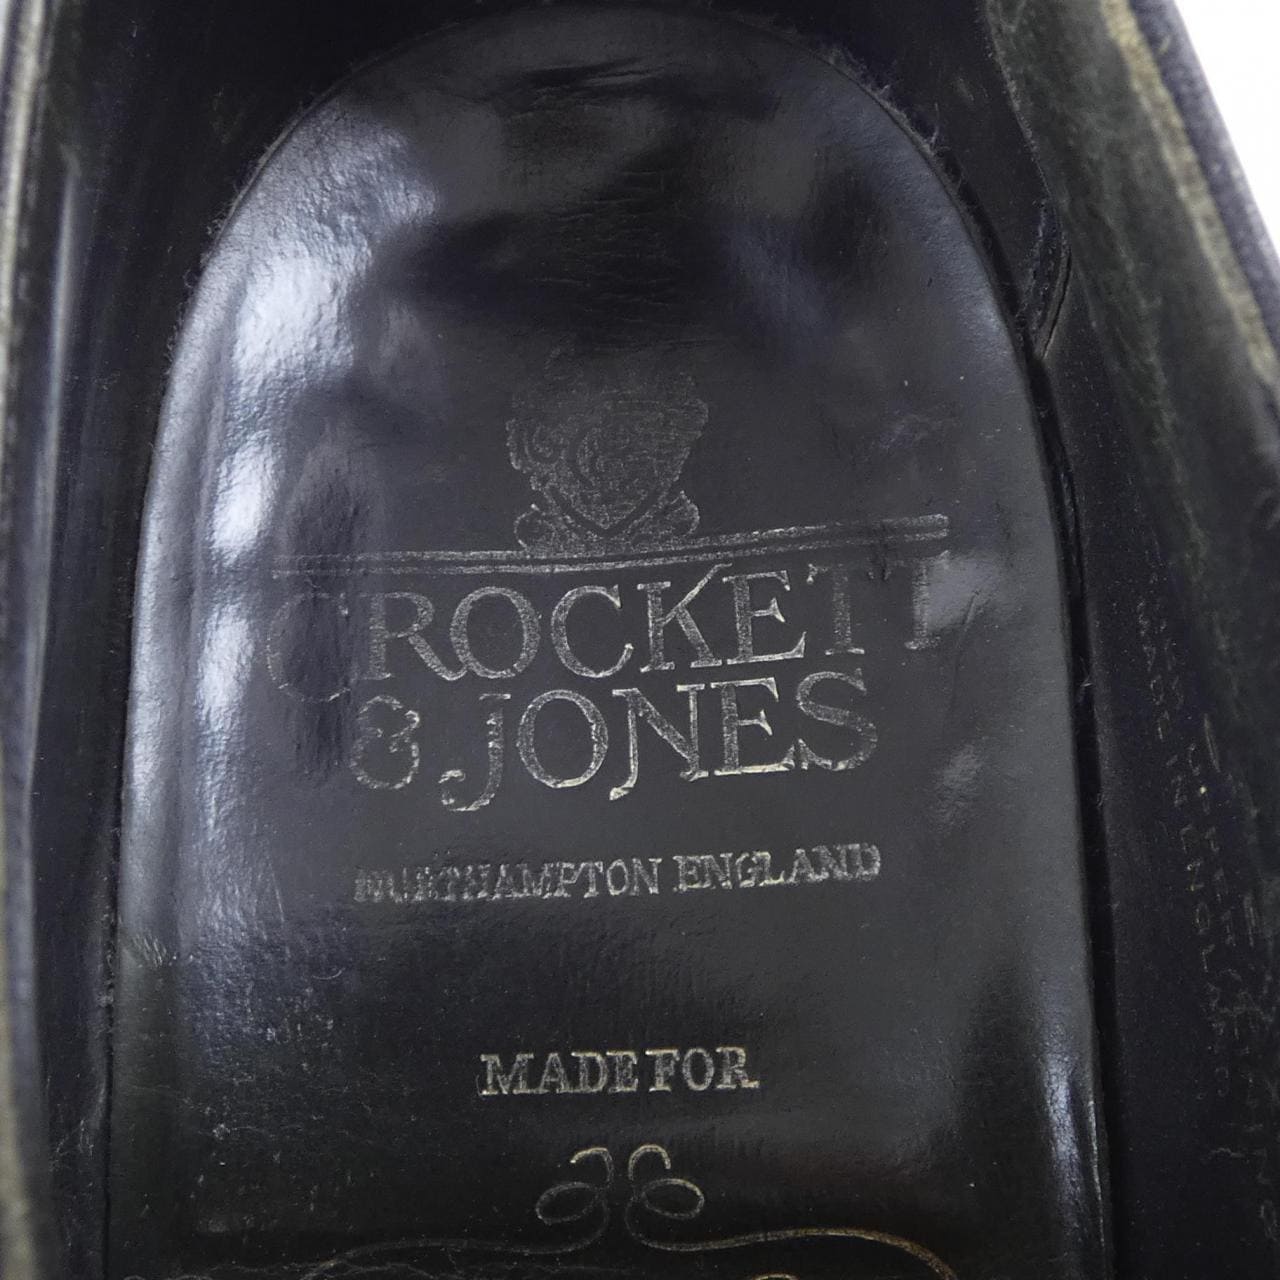 CROCKETT
& JONES
NORTHAMPTON ENGLAND
MADE FOR